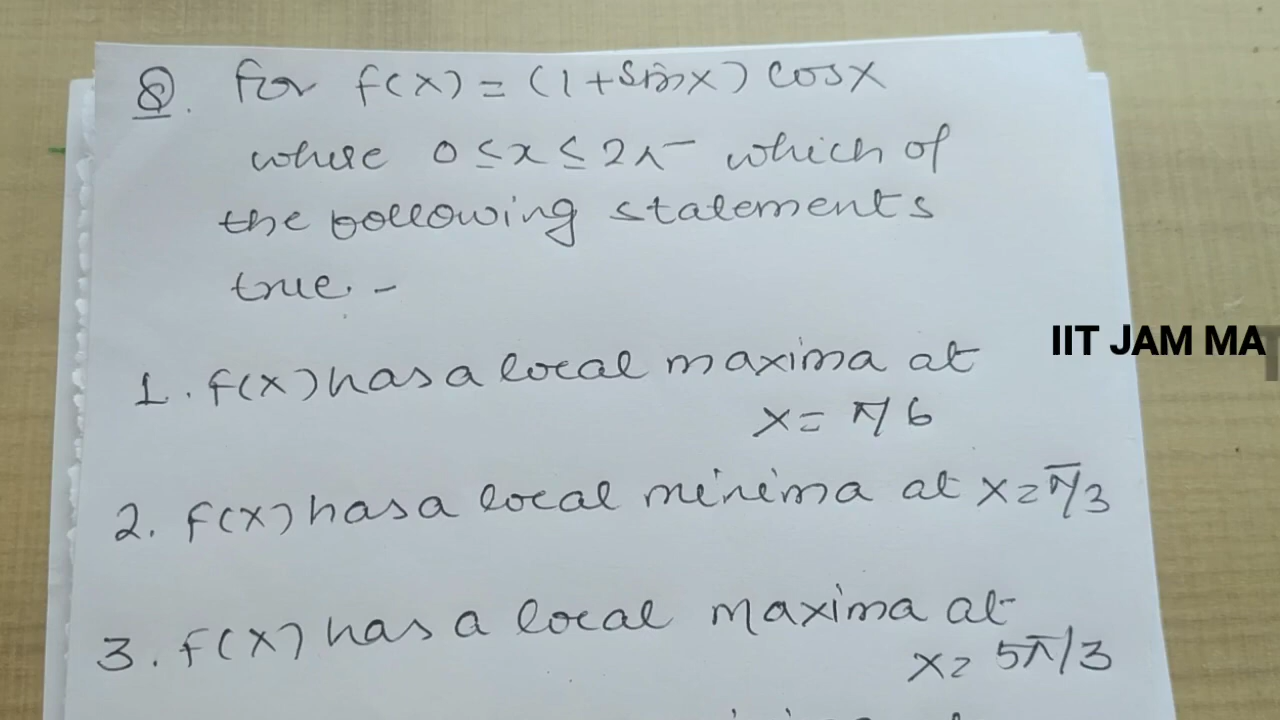 Q. For f(x) = (1+sinx) cosx
where 0 ≤ x ≤ 2π which of
the following statements
true. -
IIT JAM MA
1. f(x) has a local maxima at
x = π/6
2. f(x) has a local minima at x = π/3
3. f(x) has a local maxima at
x = 5π/3